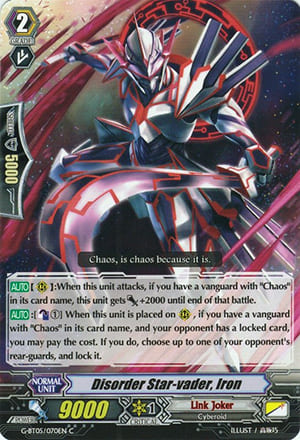 2
GRADE
SHIELD
5000
Chaos, is chaos because it is.
AUTO [ ]:When this unit attacks, if you have a vanguard with "Chaos"
in its card name, this unit gets +2000 until end of that battle.
AUTO:[ (1)] When this unit is placed on , if you have a vanguard
with "Chaos" in its card name, and your opponent has a locked card,
you may pay the cost. If you do, choose up to one of your opponent's
rear-guards, and lock it.
NORMAL
UNIT
Disorder Star-vader, Iron
POWER
9000
1
CRITICAL
Link Joker
Cyberoid
G-BT05/070EN C
ILLUST / 高坂巧